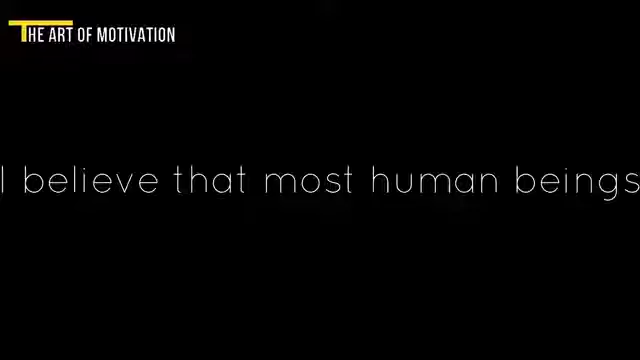 THE ART OF MOTIVATION
I believe that most human beings